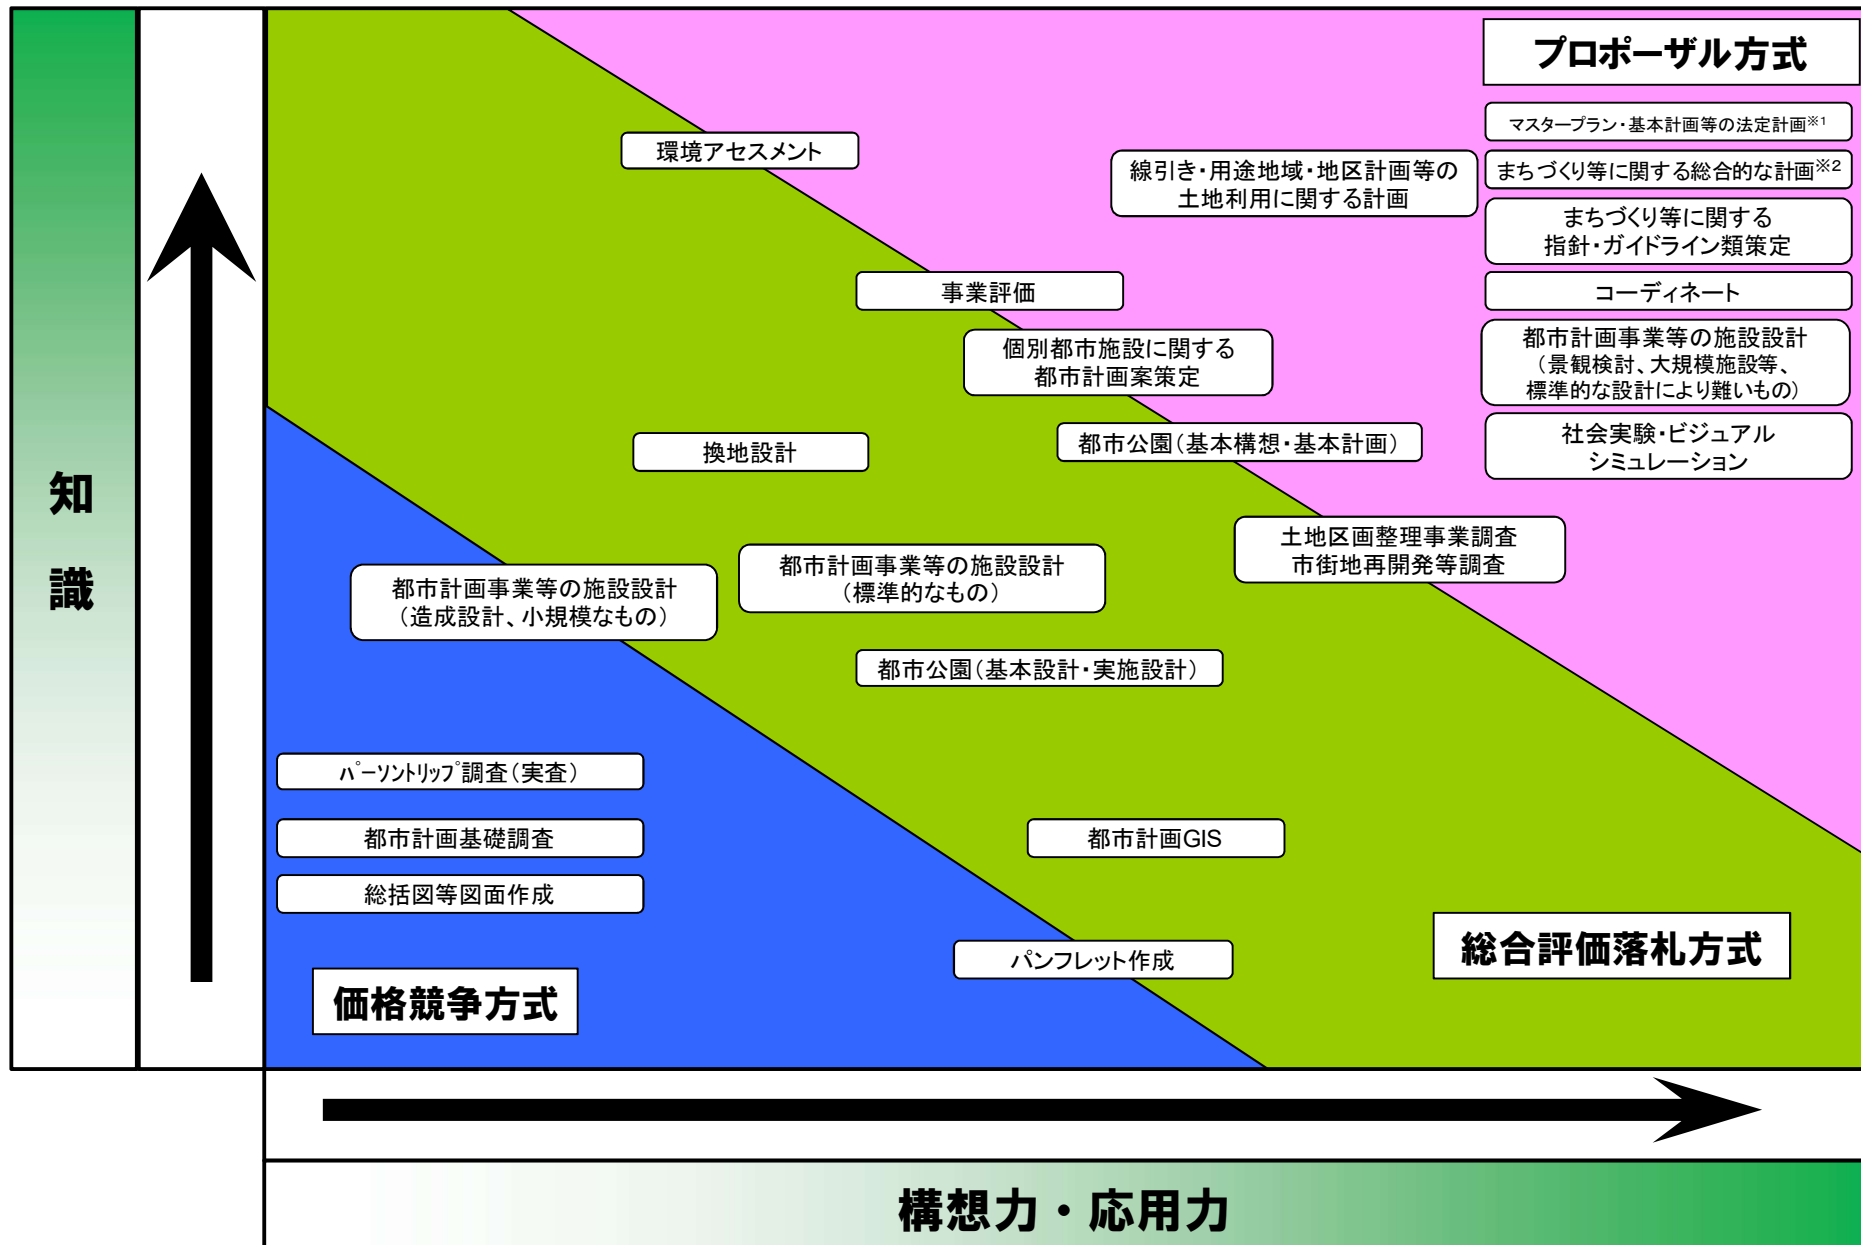 プロポーザル方式
マスタープラン・基本計画等の法定計画※1
まちづくり等に関する総合的な計画※2
まちづくり等に関する
指針・ガイドライン類策定
コーディネート
都市計画事業等の施設設計
（景観検討、大規模施設等、
標準的な設計により難いもの）
社会実験・ビジュアル
シミュレーション
環境アセスメント
線引き・用途地域・地区計画等の
土地利用に関する計画
事業評価
個別都市施設に関する
都市計画案策定
換地設計
都市公園（基本構想・基本計画）
土地区画整理事業調査
市街地再開発等調査
都市計画事業等の施設設計
（造成設計、小規模なもの）
都市計画事業等の施設設計
（標準的なもの）
都市公園（基本設計・実施設計）
ﾊﾟｰｿﾝﾄﾘｯﾌﾟ調査（実査）
都市計画基礎調査
総括図等図面作成
都市計画GIS
パンフレット作成
価格競争方式
総合評価落札方式
知
識
構想力・応用力